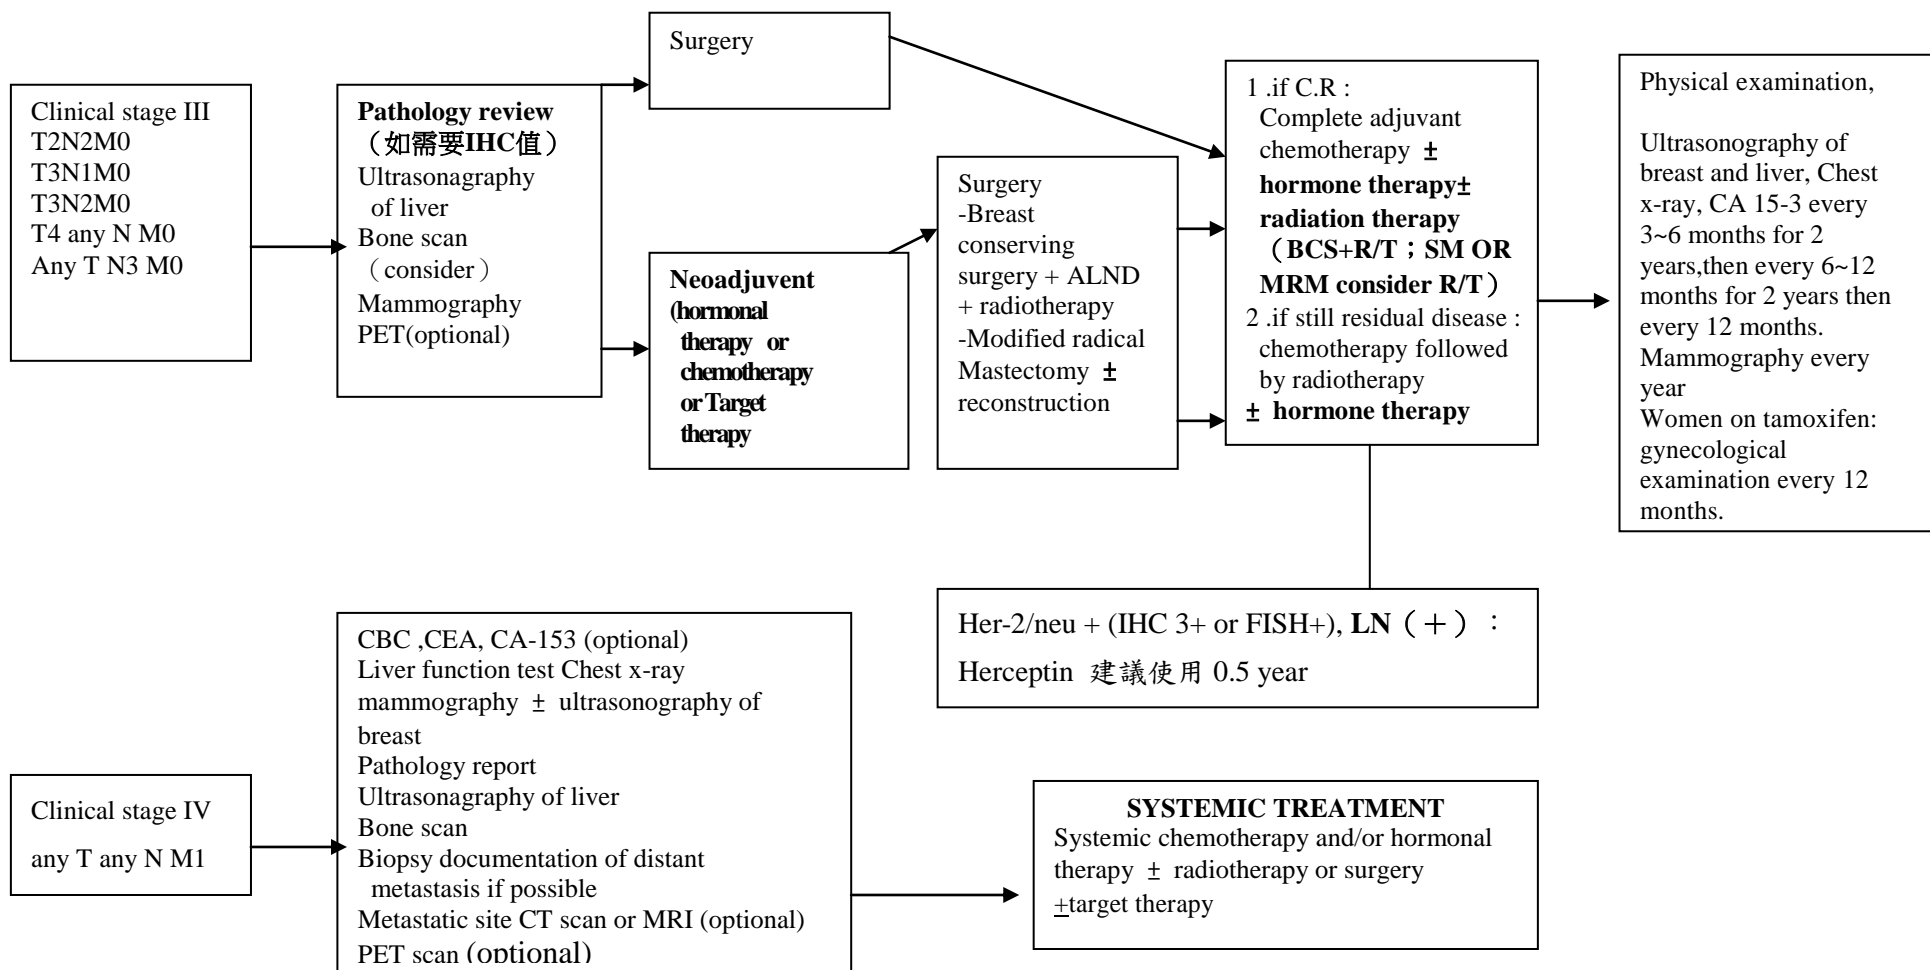 Clinical stage III
T2N2M0
T3N1M0
T3N2M0
T4 any N M0
Any T N3 M0
Pathology review
（如需要IHC值）
Ultrasonagraphy
of liver
Bone scan
（consider）
Mammography
PET(optional)
Surgery
Neoadjuvent
(hormonal
therapy or
chemotherapy
or Target
therapy
Surgery
-Breast
conserving
surgery + ALND
+ radiotherapy
-Modified radical
Mastectomy ±
reconstruction
1 .if C.R :
Complete adjuvant
chemotherapy ±
hormone therapy±
radiation therapy
（BCS+R/T；SM OR
MRM consider R/T）
2 .if still residual disease :
chemotherapy followed
by radiotherapy
± hormone therapy
Physical examination,
Ultrasonography of
breast and liver, Chest
x-ray, CA 15-3 every
3~6 months for 2
years,then every 6~12
months for 2 years then
every 12 months.
Mammography every
year
Women on tamoxifen:
gynecological
examination every 12
months.
Her-2/neu + (IHC 3+ or FISH+), LN（＋）：
Herceptin 建議使用 0.5 year
Clinical stage IV
any T any N M1
CBC ,CEA, CA-153 (optional)
Liver function test Chest x-ray
mammography ± ultrasonography of
breast
Pathology report
Ultrasonagraphy of liver
Bone scan
Biopsy documentation of distant
metastasis if possible
Metastatic site CT scan or MRI (optional)
PET scan (optional)
SYSTEMIC TREATMENT
Systemic chemotherapy and/or hormonal
therapy ± radiotherapy or surgery
±target therapy